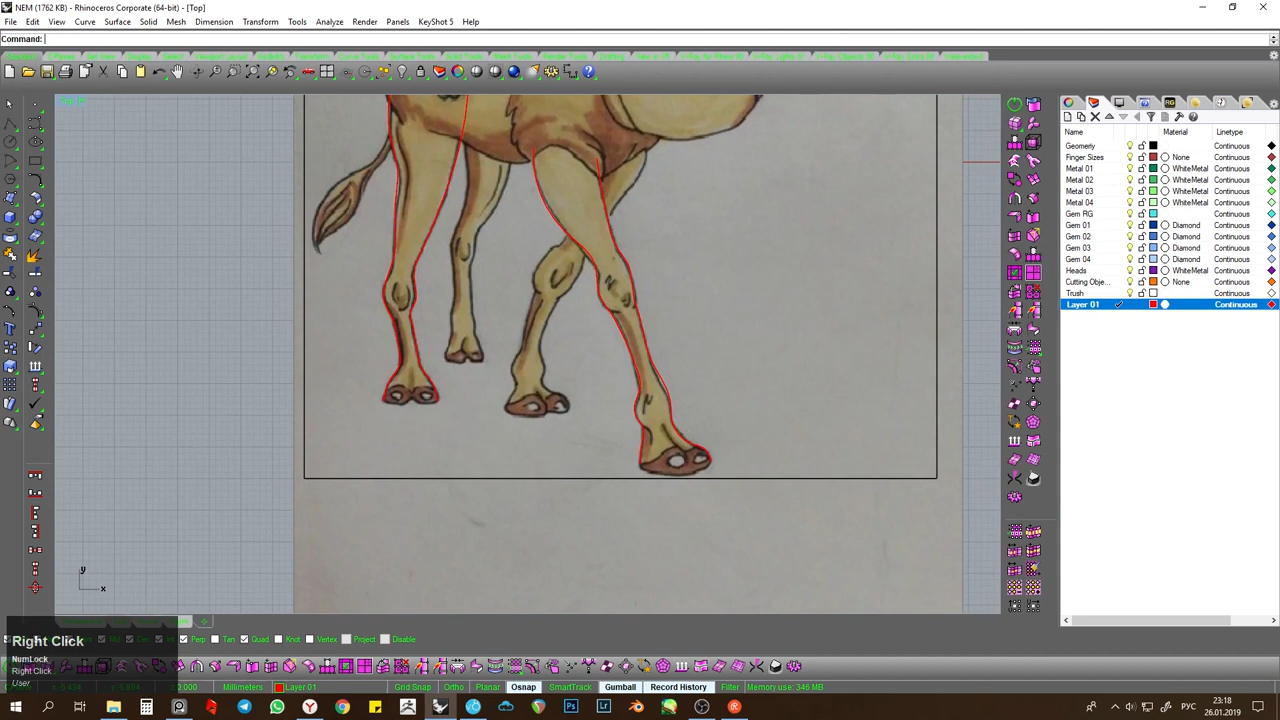 NEM (1762 KB) - Rhinoceros Corporate (64-bit) - [Top]
File Edit View Curve Surface Solid Mesh Dimension Transform Tools Analyze Render Panels KeyShot 5 Help
Command:
Name Material Linetype
Geomeriy Continuous
Finger Sizes None Continuous
Metal 01 WhiteMetal Continuous
Metal 02 WhiteMetal Continuous
Metal 03 WhiteMetal Continuous
Metal 04 WhiteMetal Continuous
Gem RG Continuous
Gem 01 Diamond Continuous
Gem 02 Diamond Continuous
Gem 03 Diamond Continuous
Gem 04 Diamond Continuous
Heads WhiteMetal Continuous
Cutting Obje... None Continuous
Trush Continuous
Layer 01 Continuous
y
x
Right Click
NumLock
Right Click
User
Perp Tan Quad Knot Vertex Project Disable
Millimeters Layer 01 Grid Snap Ortho Planar Osnap SmartTrack Gumball Record History Filter Memory use: 346 MB
РУС
23:18
26.01.2019